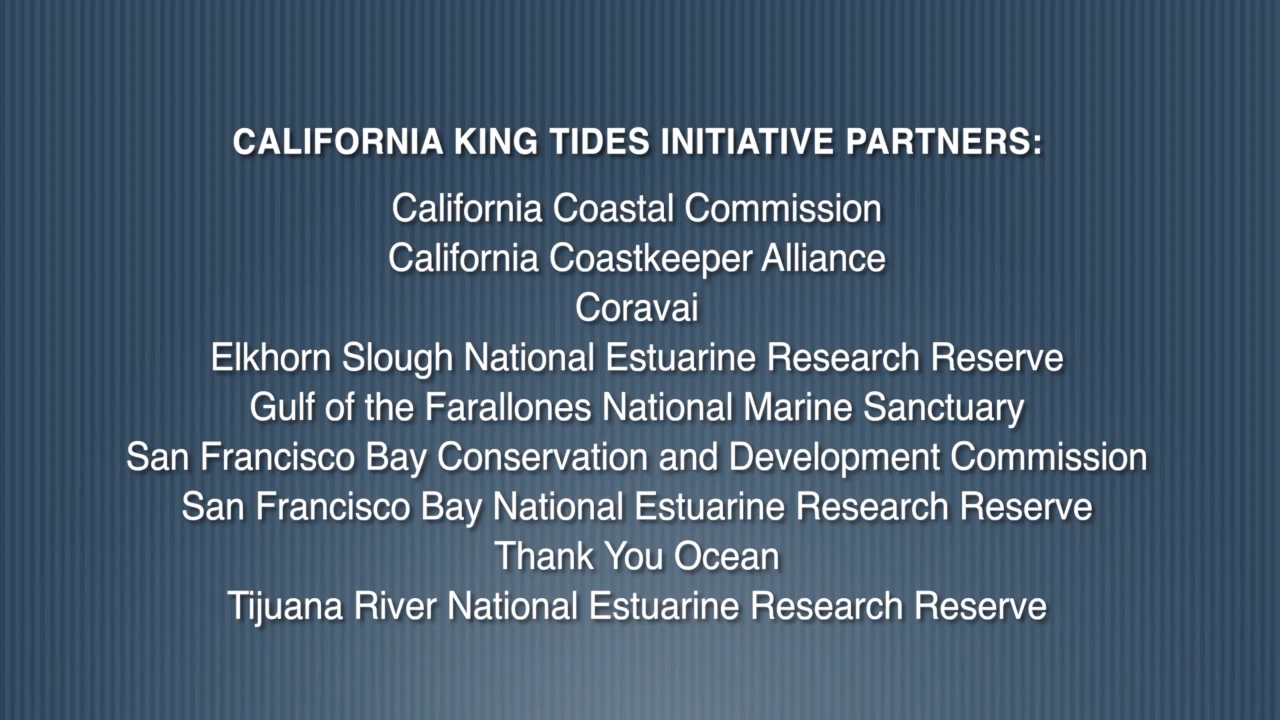 CALIFORNIA KING TIDES INITIATIVE PARTNERS:
California Coastal Commission
California Coastkeeper Alliance
Coravai
Elkhorn Slough National Estuarine Research Reserve
Gulf of the Farallones National Marine Sanctuary
San Francisco Bay Conservation and Development Commission
San Francisco Bay National Estuarine Research Reserve
Thank You Ocean
Tijuana River National Estuarine Research Reserve